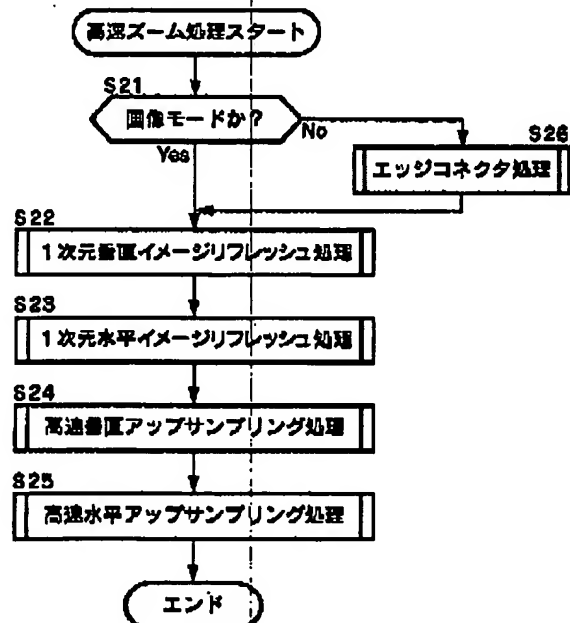 高速ズーム処理スタート
S21
画像モードか?
No
Yes
S26
エッジコネクタ処理
S22
1次元垂直イメージリフレッシュ処理
S23
1次元水平イメージリフレッシュ処理
S24
高速垂直アップサンプリング処理
S25
高速水平アップサンプリング処理
エンド